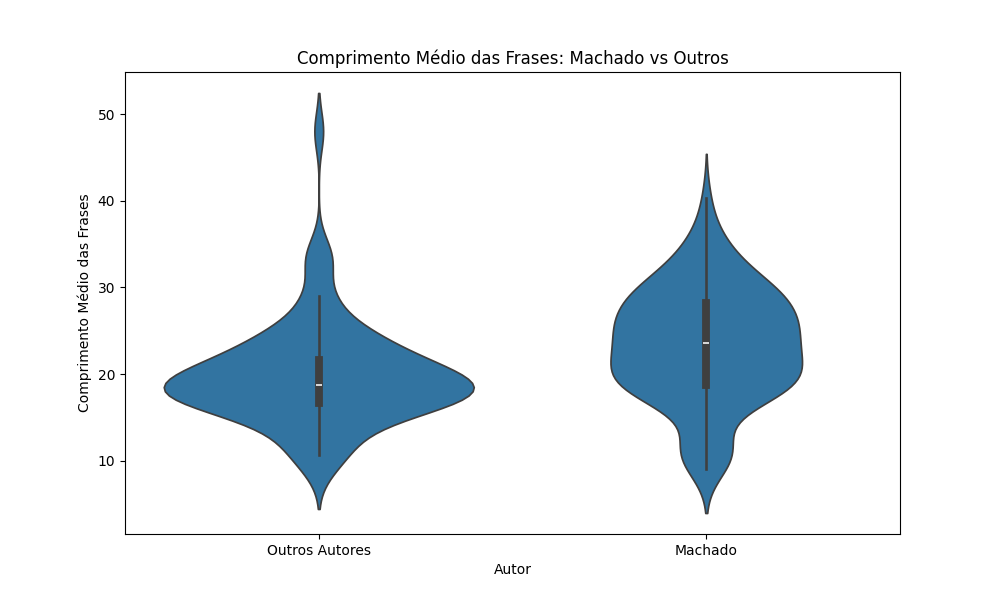 Comprimento Médio das Frases: Machado vs Outros
Comprimento Médio das Frases
50
40
30
20
10
Outros Autores
Machado
Autor